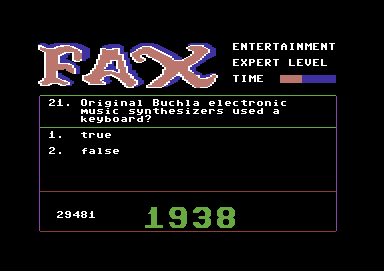 FAX
ENTERTAINMENT
EXPERT LEVEL
TIME
21. Original Buchla electronic
music synthesizers used a
keyboard?
1. true
2. false
29481
1938